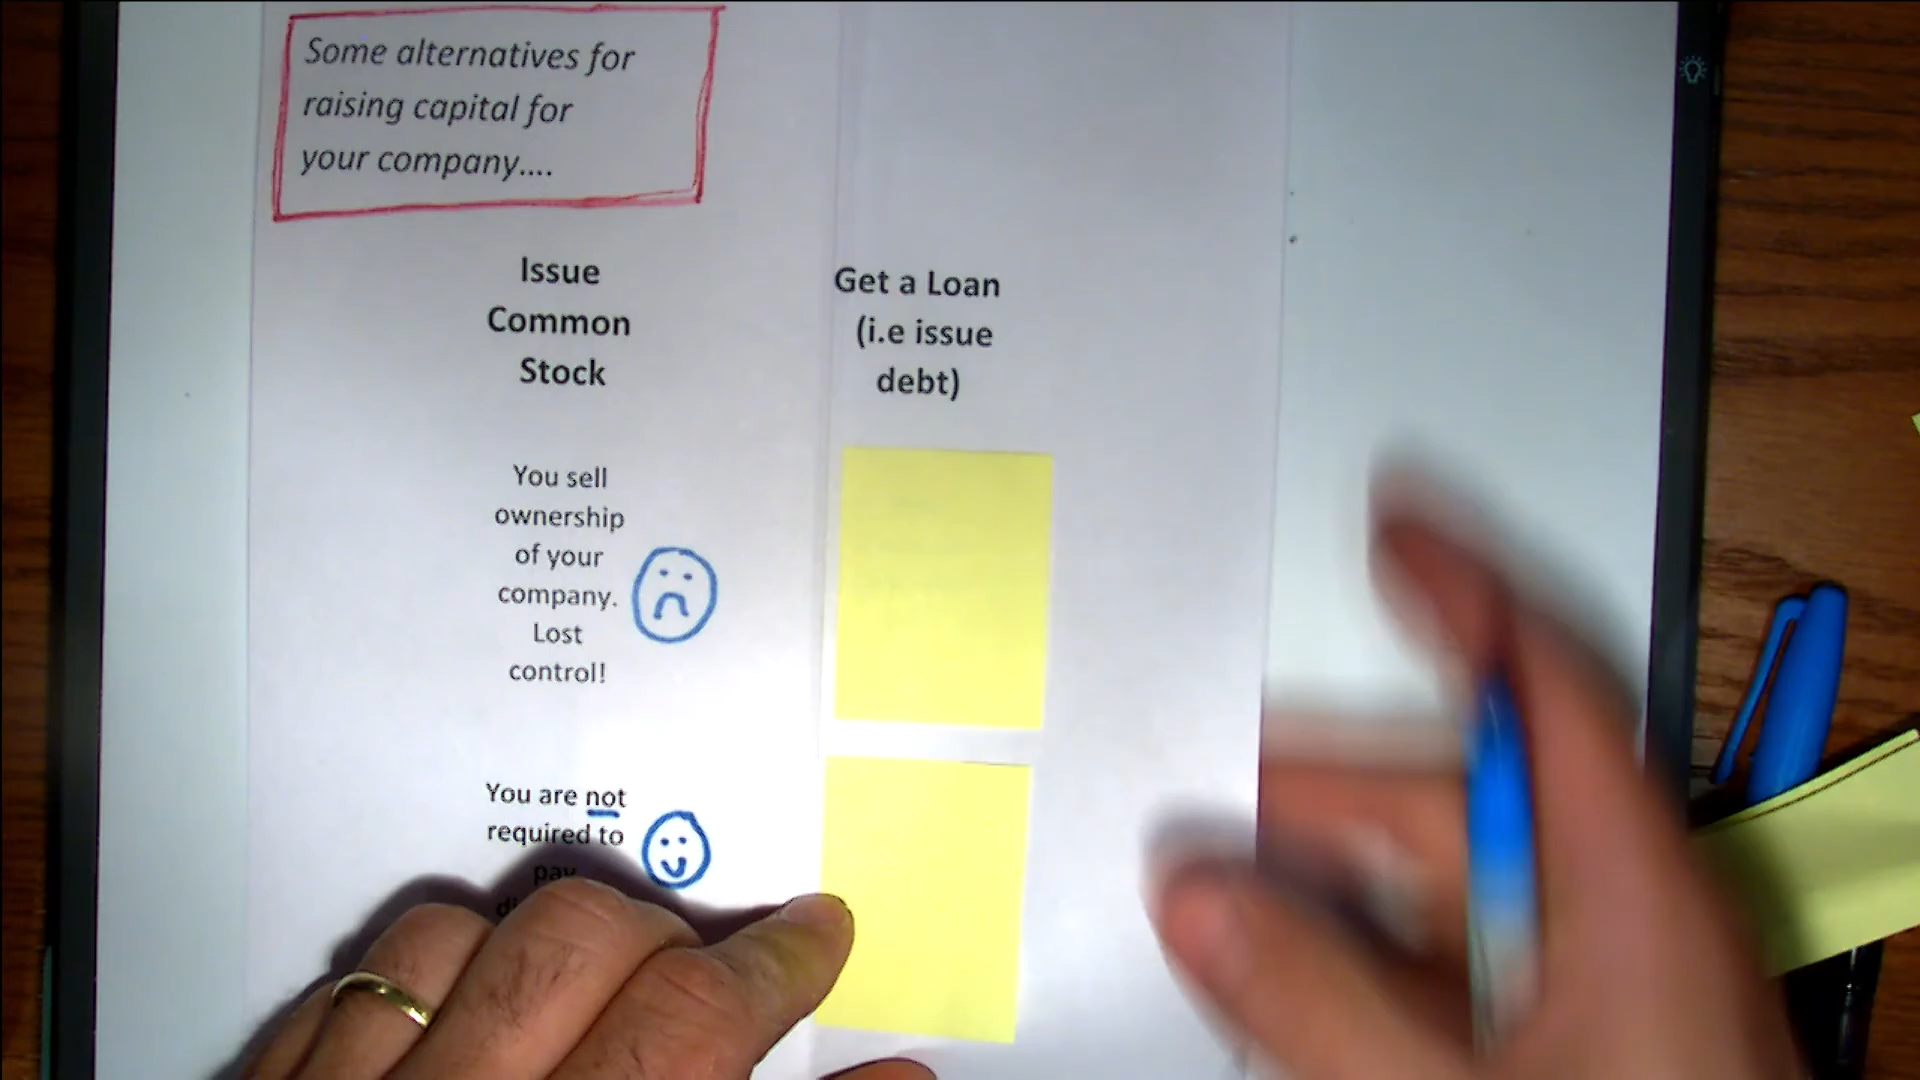 Some alternatives for
raising capital for
your company....
Issue
Common
Stock
You sell
ownership
of your
company.
Lost
control!
You are not
required to
pay
Get a Loan
(i.e issue
debt)